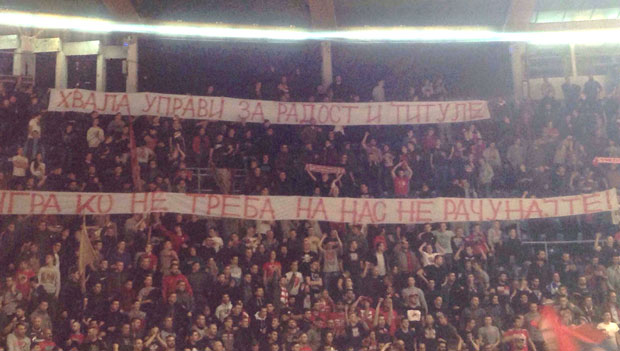 ХВАЛА УПРАВИ ЗА РАДОСТ И ТИТУЛЕ
ИГРА КО НЕ ТРЕБА НА НАС НЕ РАЧУНАЈТЕ!